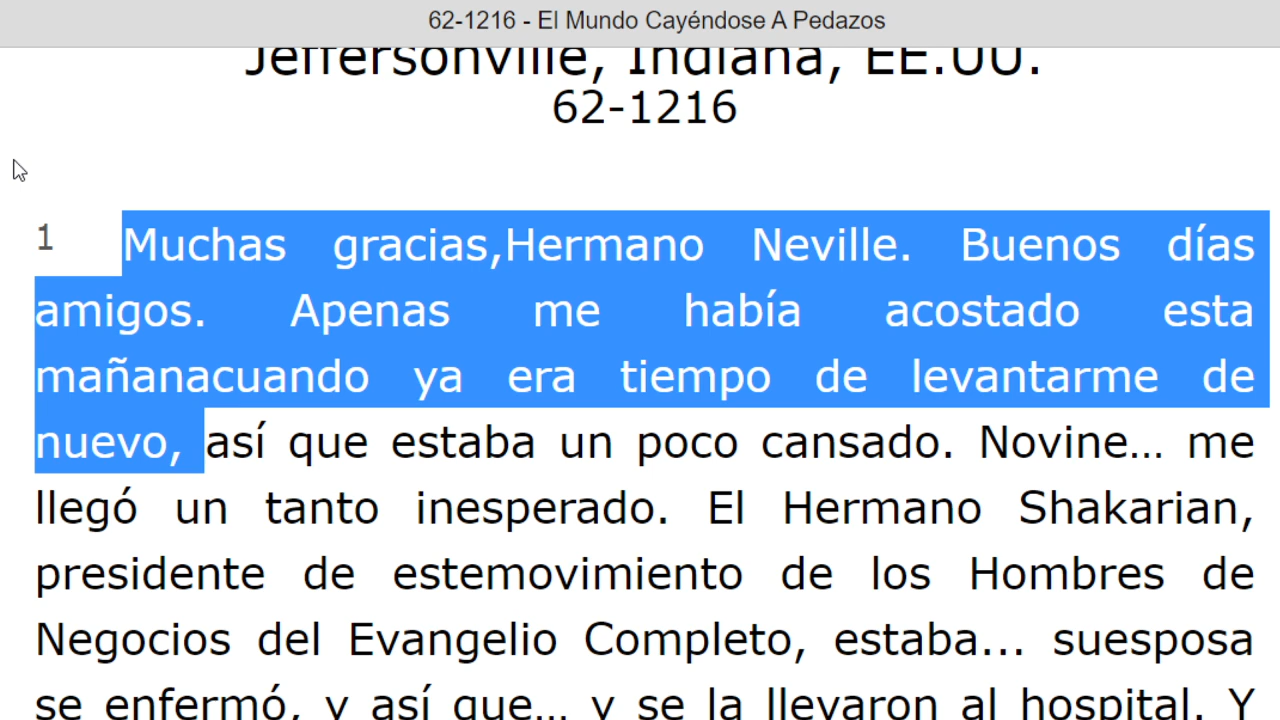 62-1216 - El Mundo Cayéndose A Pedazos
Jeffersonville, Indiana, EE.UU.
62-1216
1 Muchas gracias,Hermano Neville. Buenos días
amigos. Apenas me había acostado esta
mañanacuando ya era tiempo de levantarme de
nuevo, así que estaba un poco cansado. Novine… me
llegó un tanto inesperado. El Hermano Shakarian,
presidente de estemovimiento de los Hombres de
Negocios del Evangelio Completo, estaba… suesposa
se enfermó, y así que… y se la llevaron al hospital. Y